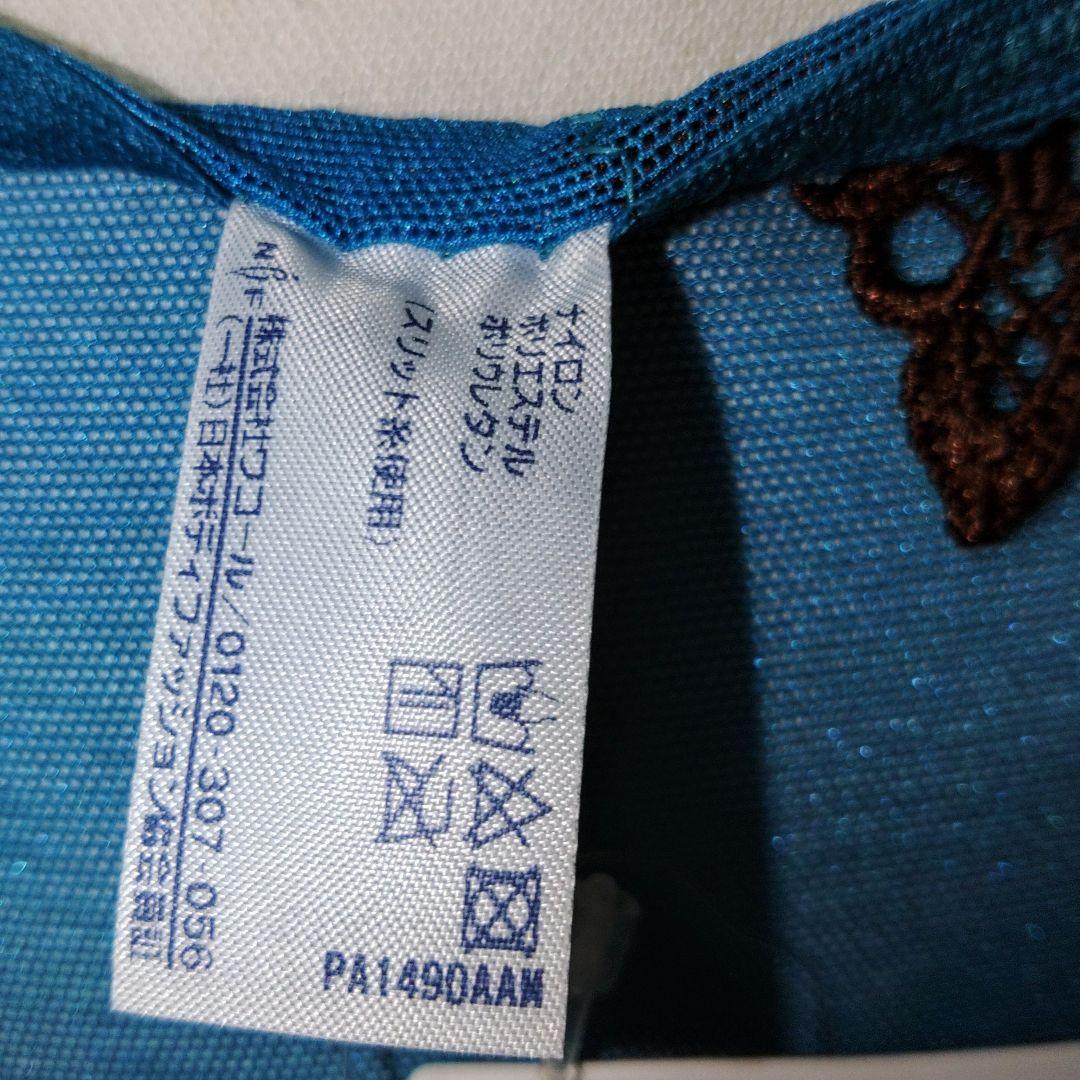 ナイロン
ポリエステル
ポリウレタン
(スリット糸使用)
株式会社ワコール/0120-307-056
NBF (一社)日本ボディファッション協会員証
PA1490AAM